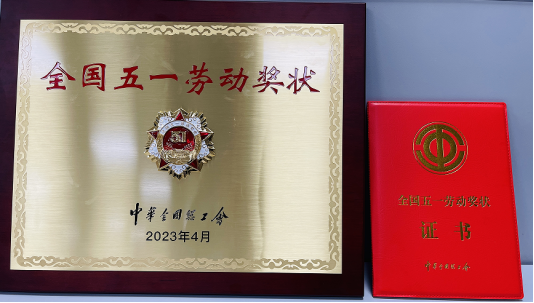 全国五一劳动奖状
中华全国总工会
2023年4月
全国五一劳动奖状
证书
中华全国总工会